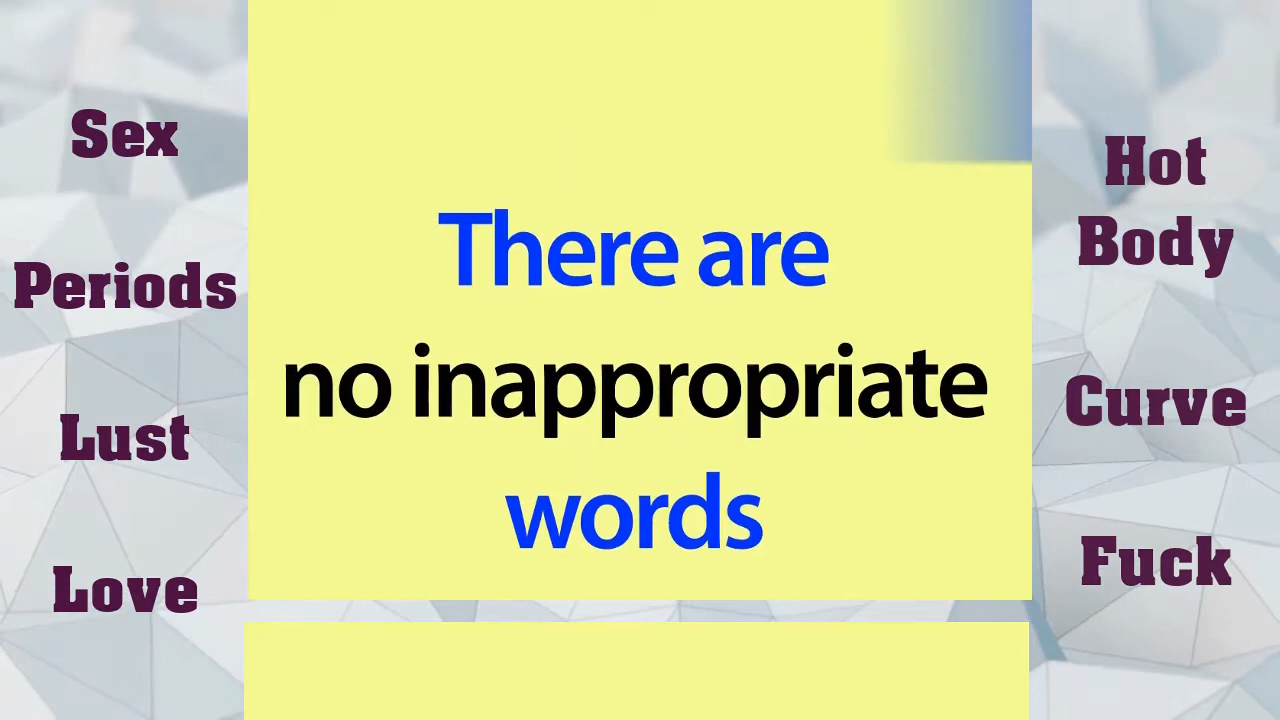 Sex
Periods
Lust
Love
There are
no inappropriate
words
Hot
Body
Curve
Fuck